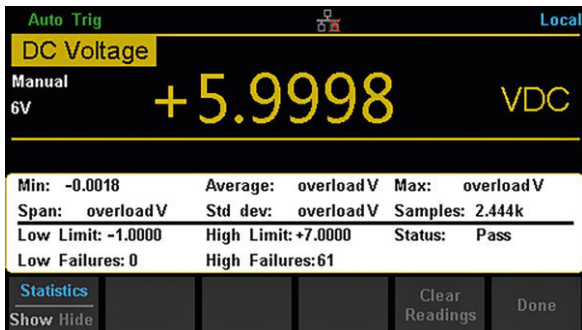 Auto Trig Local
DC Voltage
Manual
6V +5.9998 VDC
Min: -0.0018 Average: overload V Max: overload V
Span: overload V Std dev: overload V Samples: 2.444k
Low Limit: -1.0000 High Limit: +7.0000 Status: Pass
Low Failures: 0 High Failures: 61
Statistics
Show Hide
Clear
Readings
Done